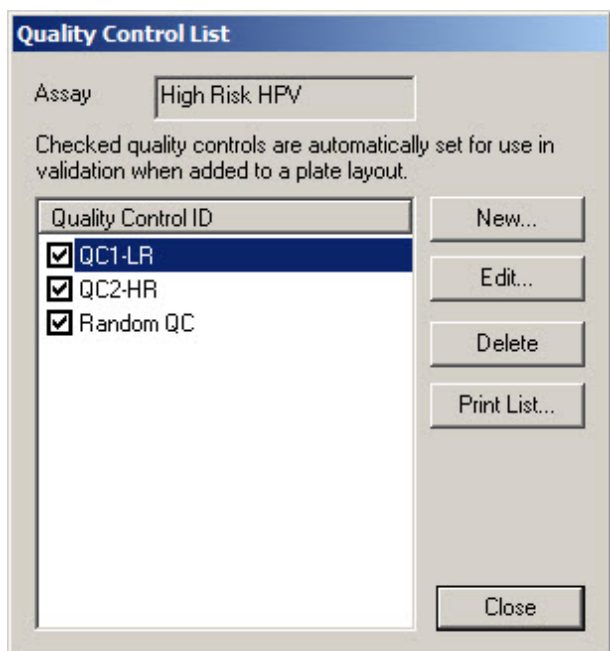 Quality Control List
Assay High Risk HPV
Checked quality controls are automatically set for use in
validation when added to a plate layout.
Quality Control ID
QC1-LR
QC2-HR
Random QC
New...
Edit...
Delete
Print List...
Close